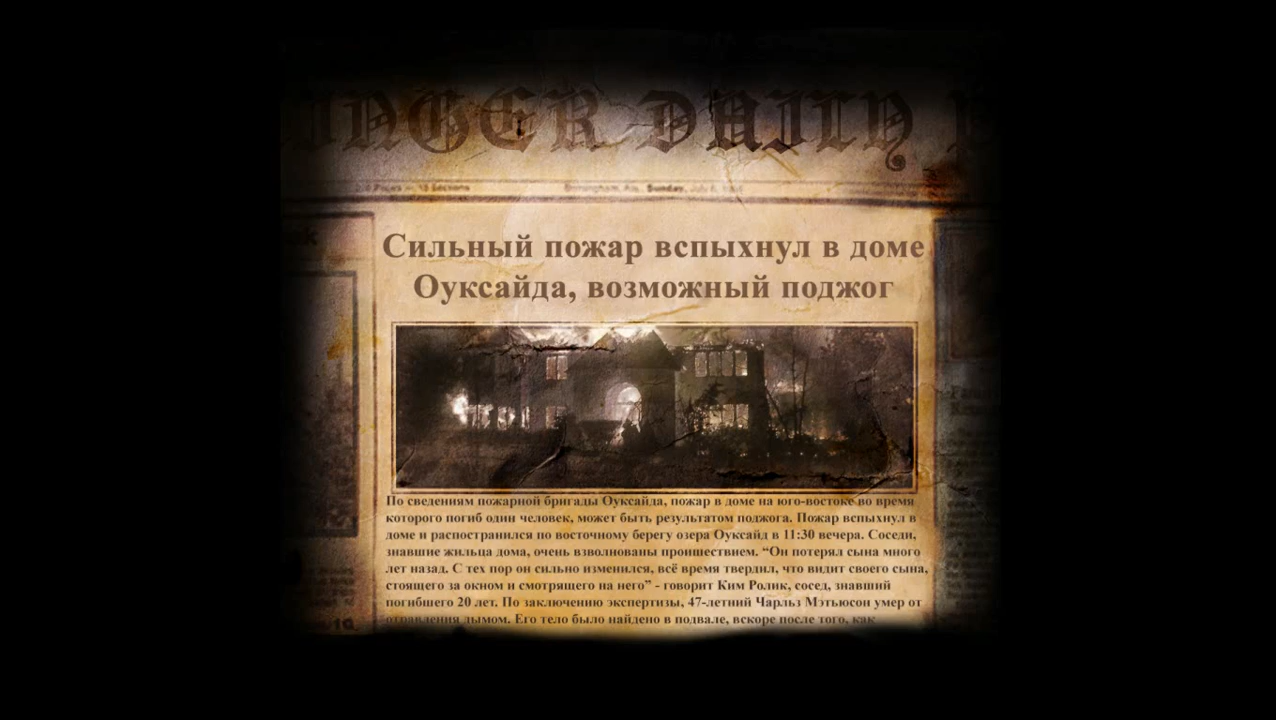 INGER DAILY
Sunday,
Сильный пожар вспыхнул в доме
Оуксайда, возможный поджог
По сведениям пожарной бригады Оуксайда, пожар в доме на юго-востоке во время
которого погиб один человек, может быть результатом поджога. Пожар вспыхнул в
доме и распостранился по восточному берегу озера Оуксайд в 11:30 вечера. Соседи,
знавшие жильца дома, очень взволнованы проишествием. “Он потерял сына много
лет назад. С тех пор он сильно изменился, всё время твердил, что видит своего сына,
стоящего за окном и смотрящего на него” - говорит Ким Ролик, сосед, знавший
погибшего 20 лет. По заключению экспертизы, 47-летний Чарльз Мэтьюсон умер от
отравления дымом. Его тело было найдено в подвале, вскоре после того, как